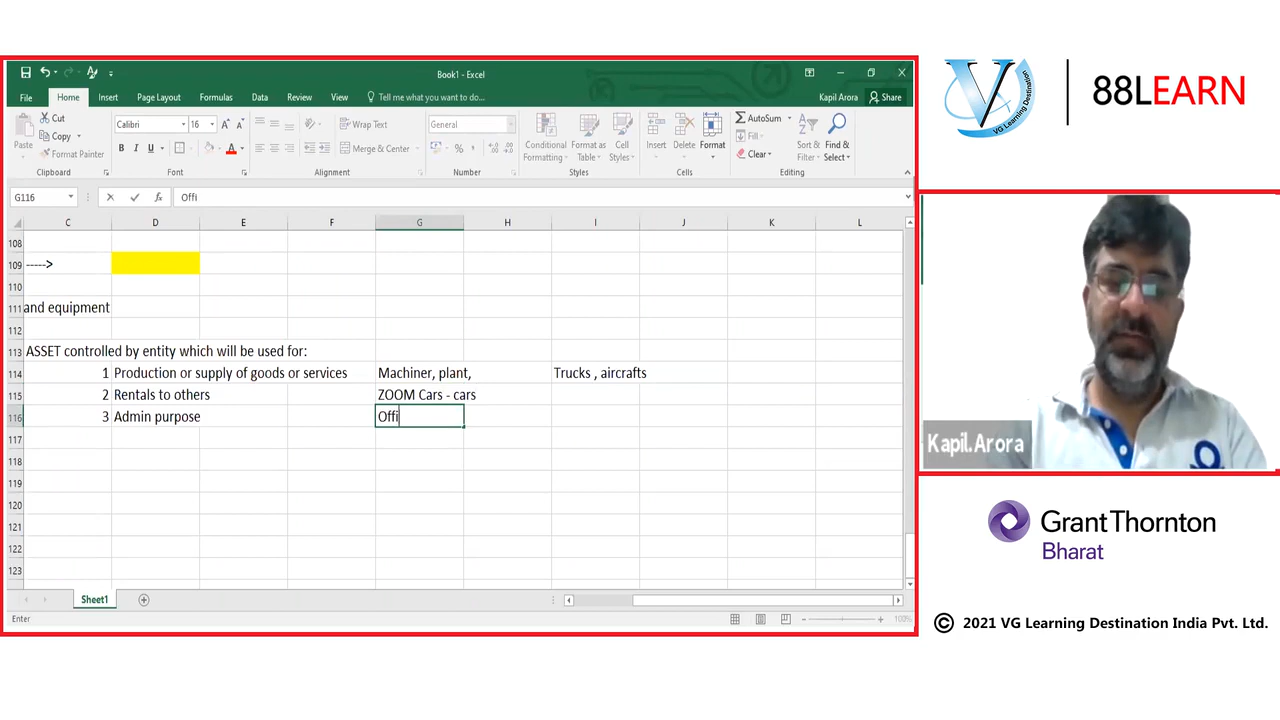 Book1 - Excel
File Home Insert Page Layout Formulas Data Review View Tell me what you want to do... Kapil Arora Share
Cut
Copy
Format Painter
Paste
Clipboard
Calibri 16
B I U
Font
Wrap Text
Merge & Center
Alignment
General
Number
Conditional Formatting
Format as Table
Cell Styles
Styles
Insert Delete Format
Cells
AutoSum
Fill
Clear
Sort & Filter
Find & Select
Editing
G116 fx Offi
C D E F G H I J K L
108
109 ----->
110
111 and equipment
112
113 ASSET controlled by entity which will be used for:
114 1 Production or supply of goods or services Machiner, plant, Trucks , aircrafts
115 2 Rentals to others ZOOM Cars - cars
116 3 Admin purpose Offi
117
118
119
120
121
122
123
Sheet1
Enter 100%
V
VG Learning Destination
88LEARN
Kapil.Arora
Grant Thornton
Bharat
© 2021 VG Learning Destination India Pvt. Ltd.